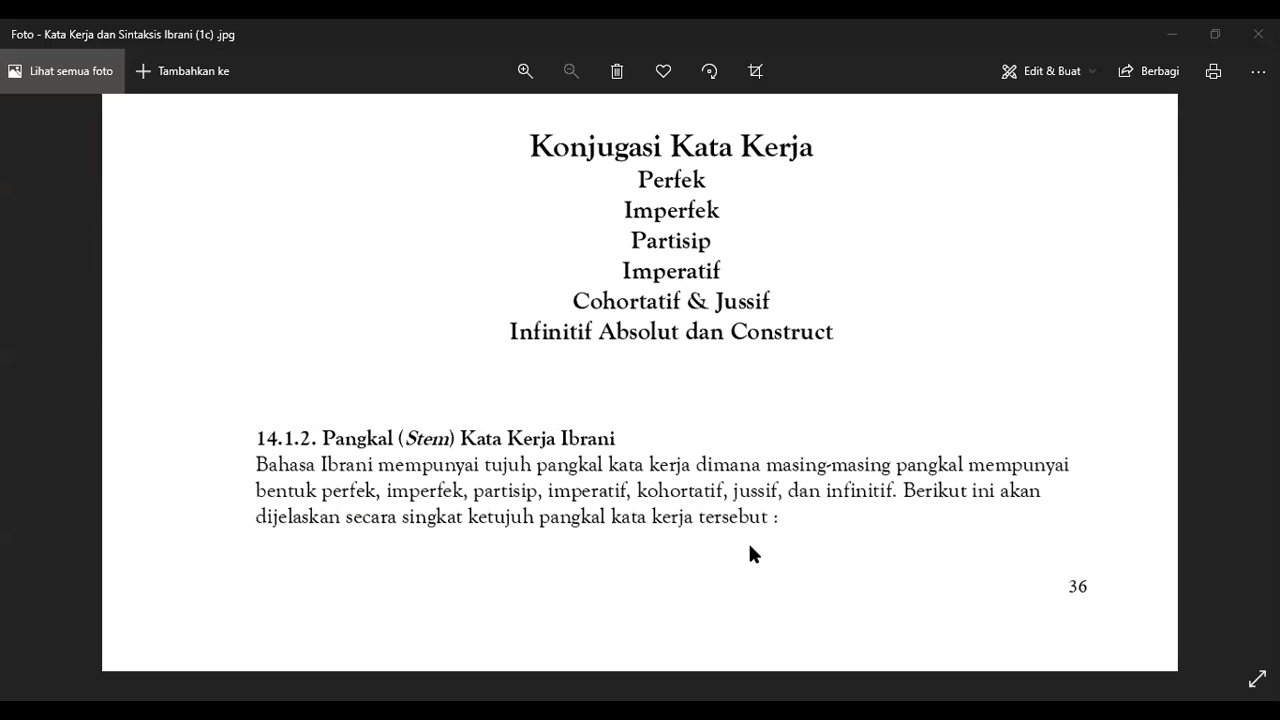 Foto - Kata Kerja dan Sintaksis Ibrani (1c) .jpg
Lihat semua foto
Tambahkan ke
Edit & Buat
Berbagi
Konjugasi Kata Kerja
Perfek
Imperfek
Partisip
Imperatif
Cohortatif & Jussif
Infinitif Absolut dan Construct
14.1.2. Pangkal (Stem) Kata Kerja Ibrani
Bahasa Ibrani mempunyai tujuh pangkal kata kerja dimana masing-masing pangkal mempunyai
bentuk perfek, imperfek, partisip, imperatif, kohortatif, jussif, dan infinitif. Berikut ini akan
dijelaskan secara singkat ketujuh pangkal kata kerja tersebut :
36